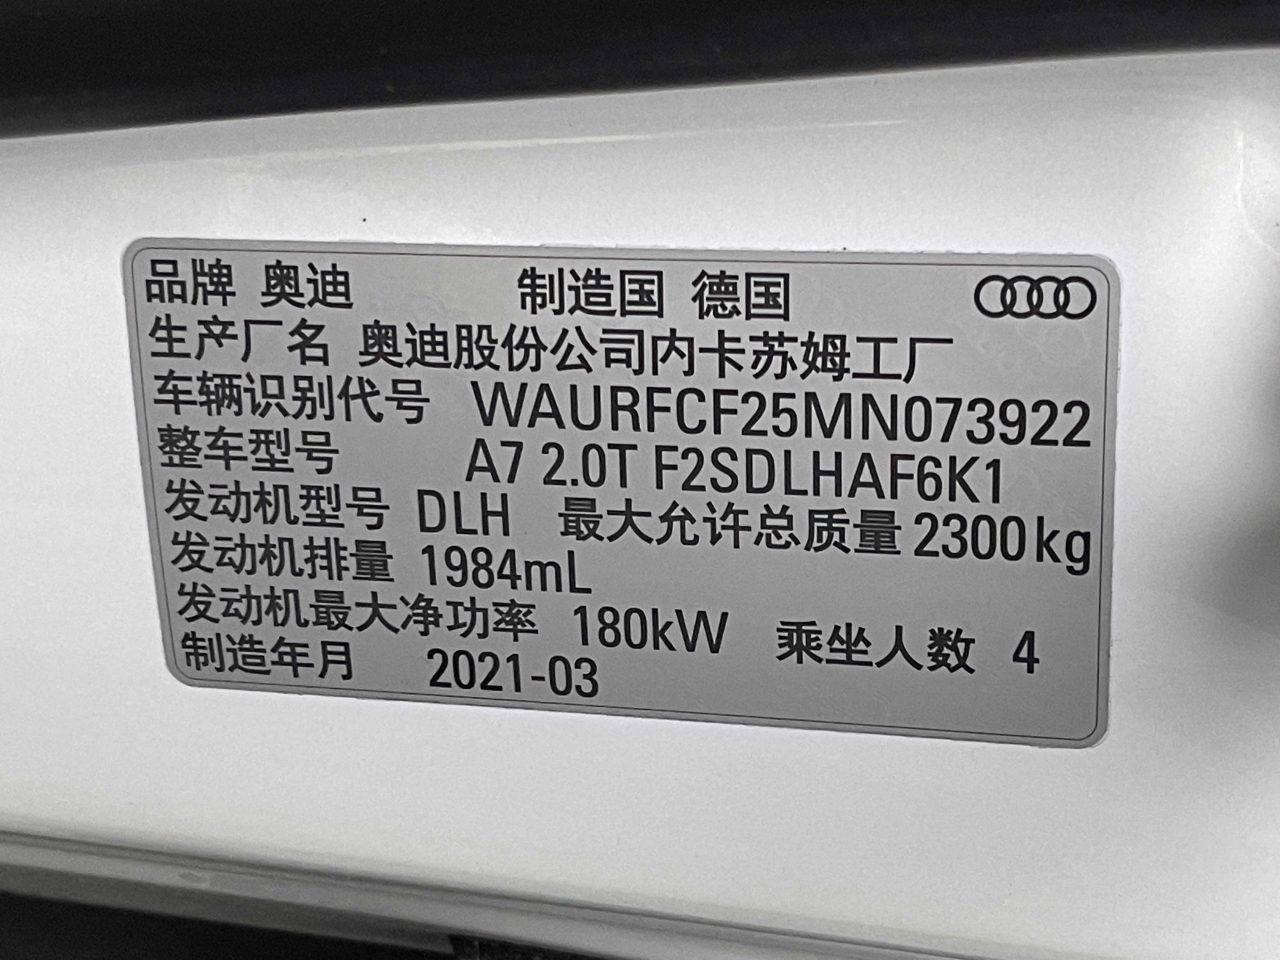 品牌 奥迪 制造国 德国
生产厂名 奥迪股份公司内卡苏姆工厂
车辆识别代号 WAURFCF25MN073922
整车型号 A7 2.0T F2SDLHAF6K1
发动机型号 DLH 最大允许总质量 2300kg
发动机排量 1984mL
发动机最大净功率 180kW 乘坐人数 4
制造年月 2021-03